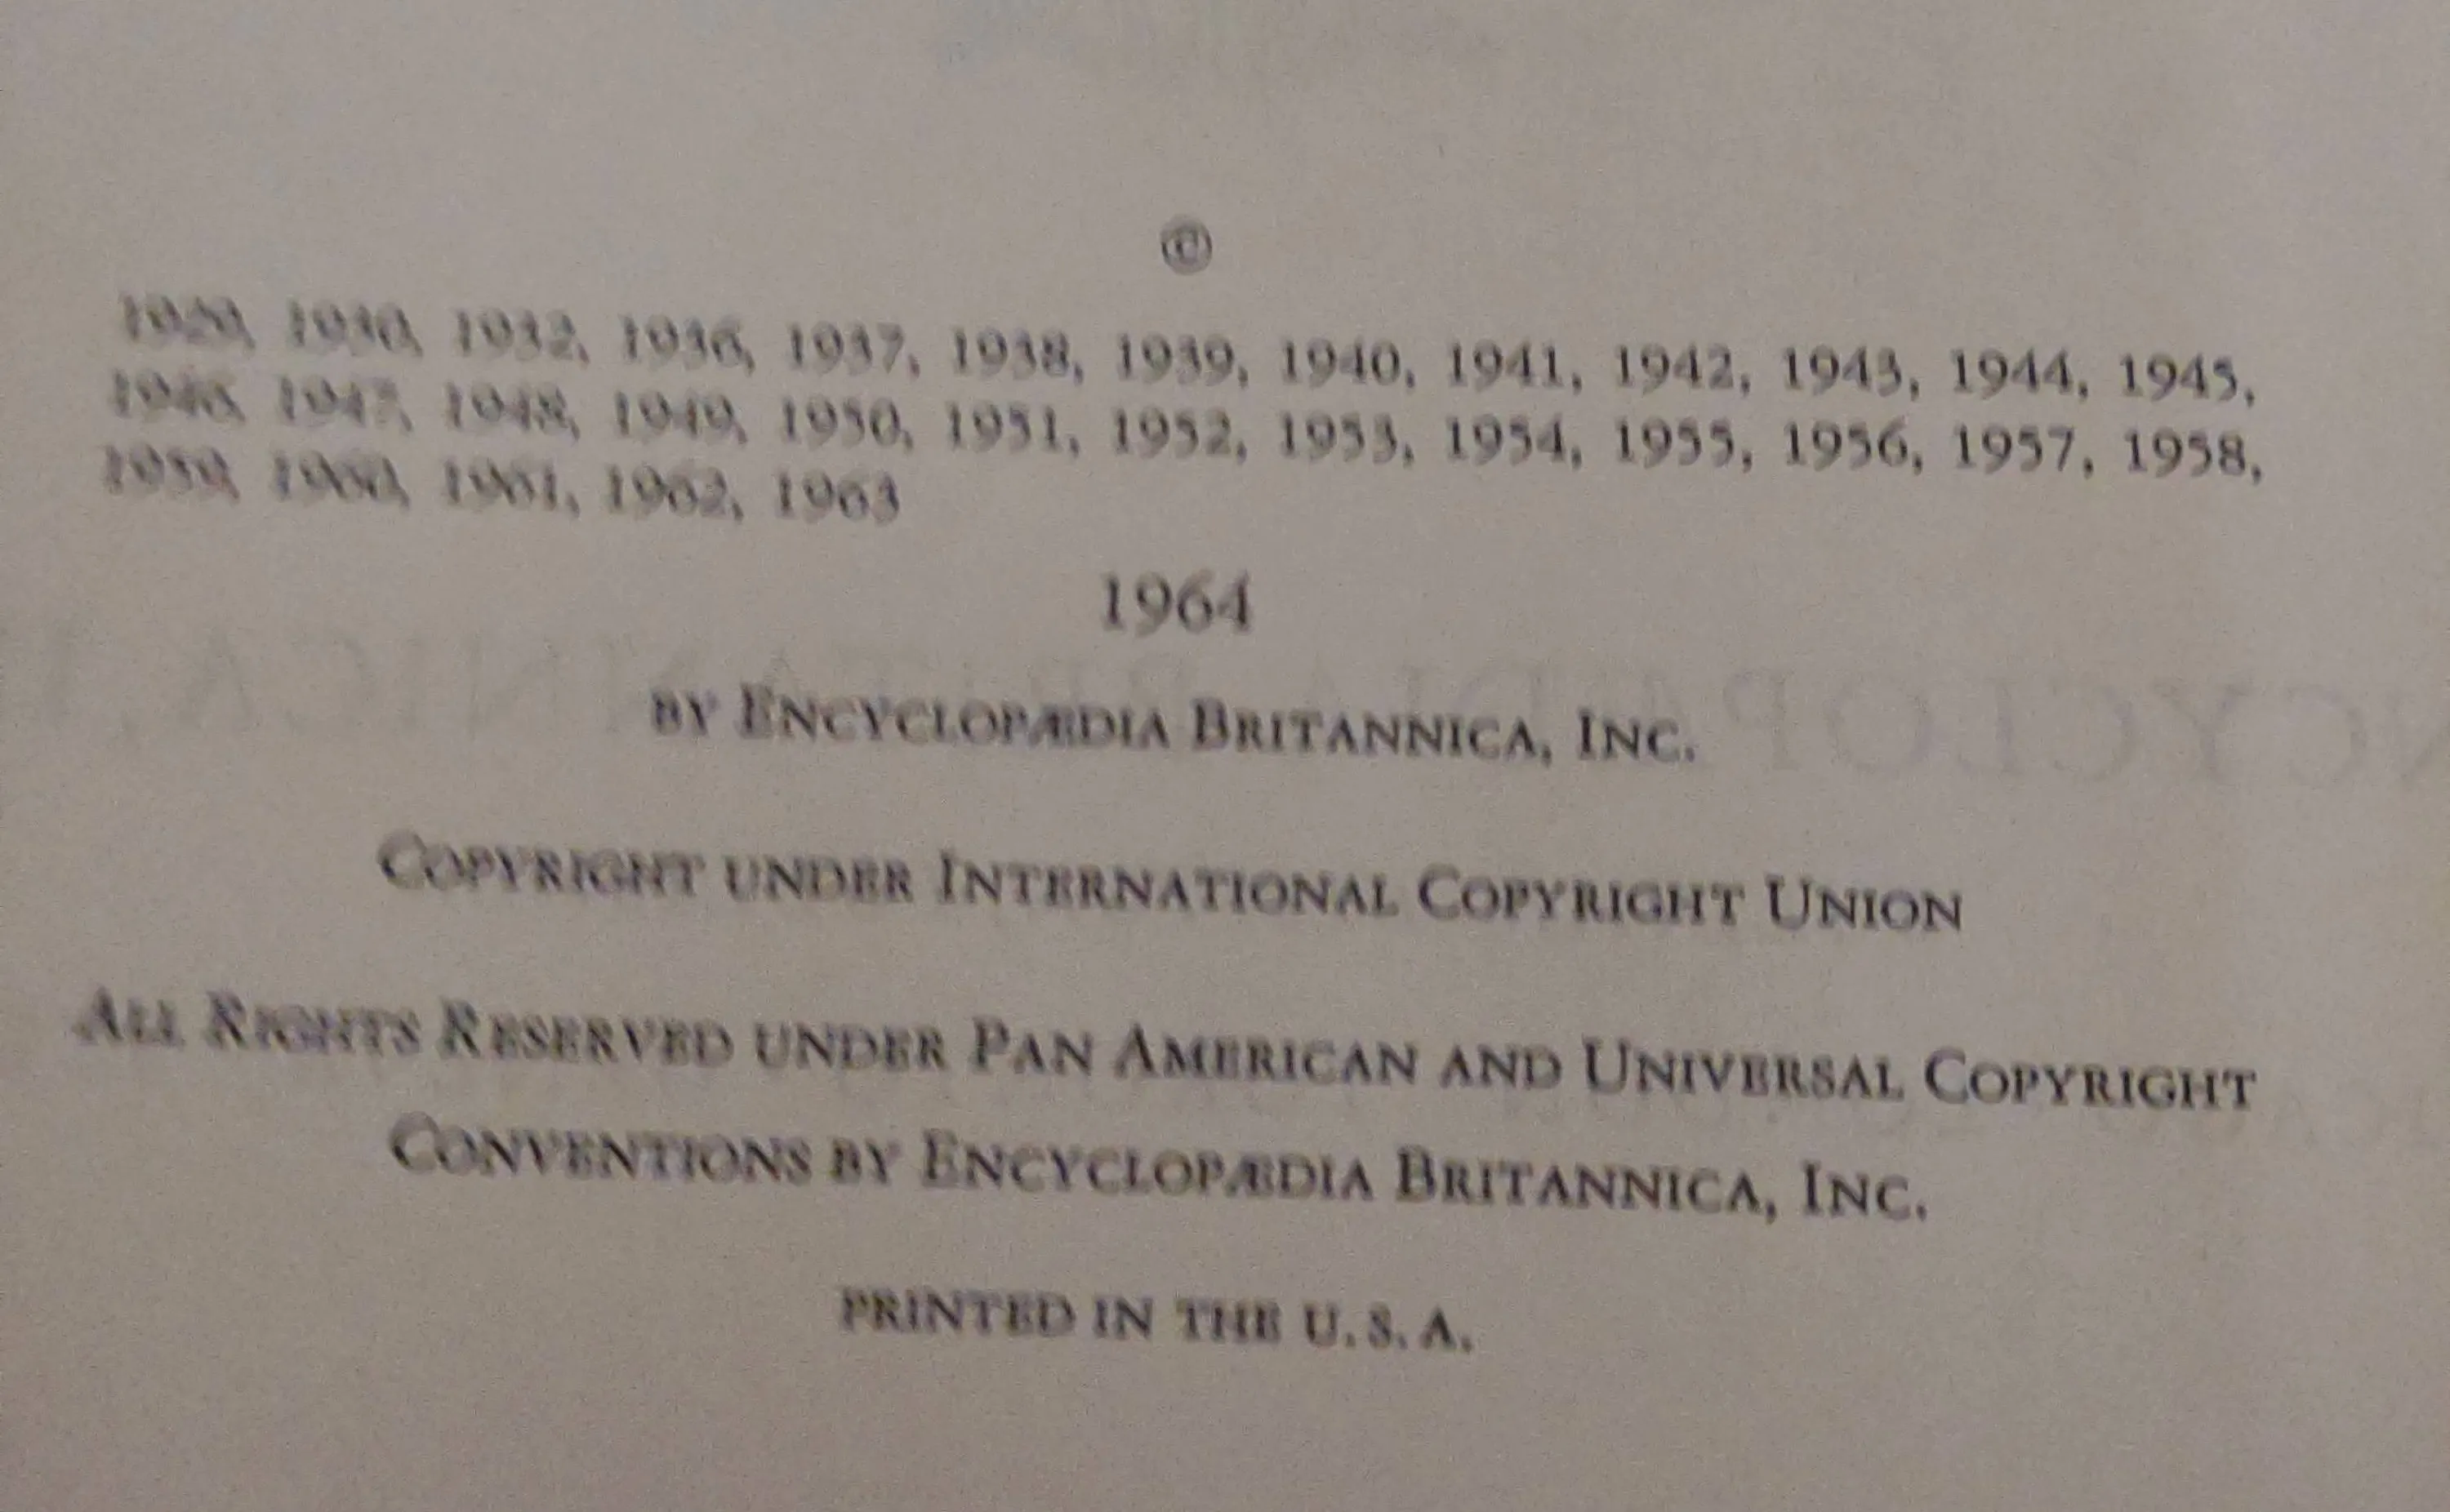 ©
1929, 1930, 1932, 1936, 1937, 1938, 1939, 1940, 1941, 1942, 1943, 1944, 1945,
1946, 1947, 1948, 1949, 1950, 1951, 1952, 1953, 1954, 1955, 1956, 1957, 1958,
1959, 1960, 1961, 1962, 1963
1964
BY ENCYCLOPÆDIA BRITANNICA, INC.
COPYRIGHT UNDER INTERNATIONAL COPYRIGHT UNION
ALL RIGHTS RESERVED UNDER PAN AMERICAN AND UNIVERSAL COPYRIGHT
CONVENTIONS BY ENCYCLOPÆDIA BRITANNICA, INC.
PRINTED IN THE U. S. A.